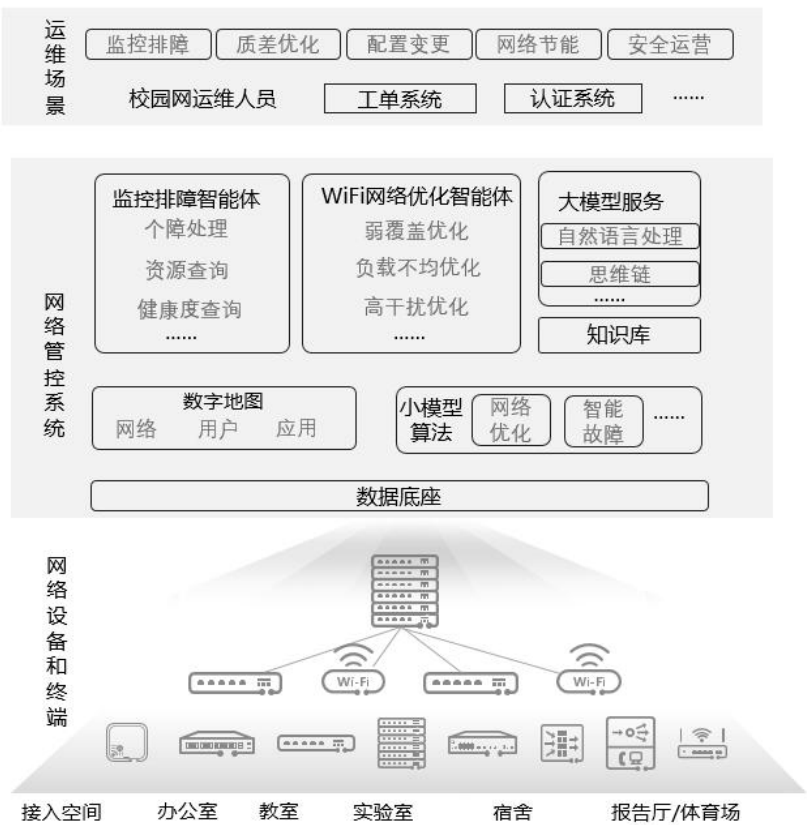 运维场景
监控排障 质差优化 配置变更 网络节能 安全运营
校园网运维人员 工单系统 认证系统 ……
网络管控系统
监控排障智能体
个障处理
资源查询
健康度查询
……
WiFi网络优化智能体
弱覆盖优化
负载不均优化
高干扰优化
……
大模型服务
自然语言处理
思维链
……
知识库
数字地图
网络 用户 应用
小模型
算法
网络
优化
智能
故障
……
数据底座
网络设备和终端
Wi-Fi Wi-Fi
接入空间 办公室 教室 实验室 宿舍 报告厅/体育场